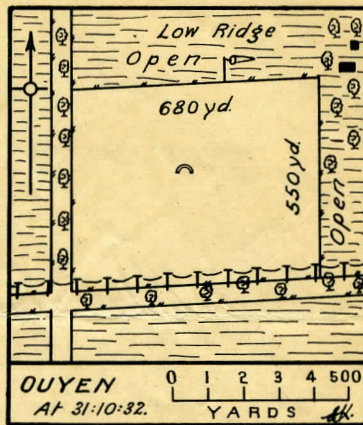 Low Ridge
Open
680 yd.
550 yd.
Open
OUYEN
At 31:10:32.
0 1 2 3 4 500
YARDS